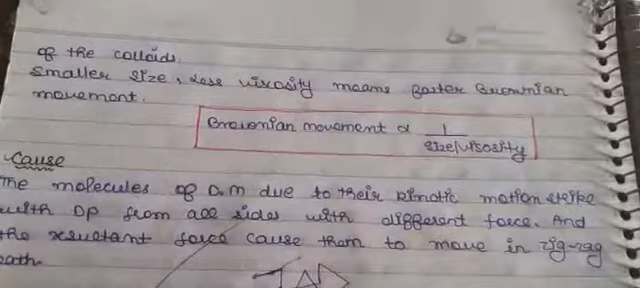 of the colloids.
Smaller size, less viscosity means faster Brownian
movement.
Brownian movement α 1
size/viscosity
Cause
The molecules of D.M due to their kinetic motion strike
with DP from all sides with different force. And
the resultant force cause them to move in zig-zag
path.